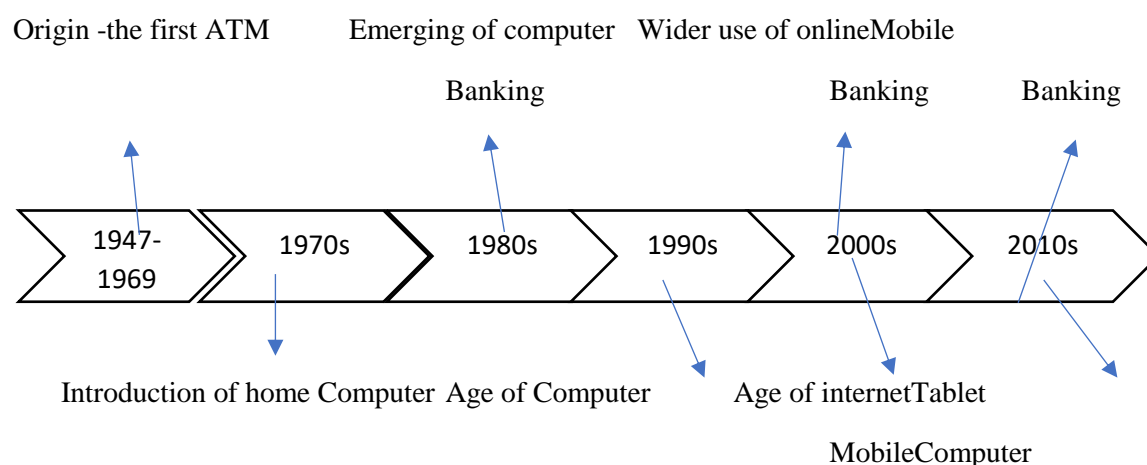 Origin -the first ATM Emerging of computer Wider use of onlineMobile
Banking Banking Banking
1947-
1969 1970s 1980s 1990s 2000s 2010s
Introduction of home Computer Age of Computer Age of internetTablet
MobileComputer